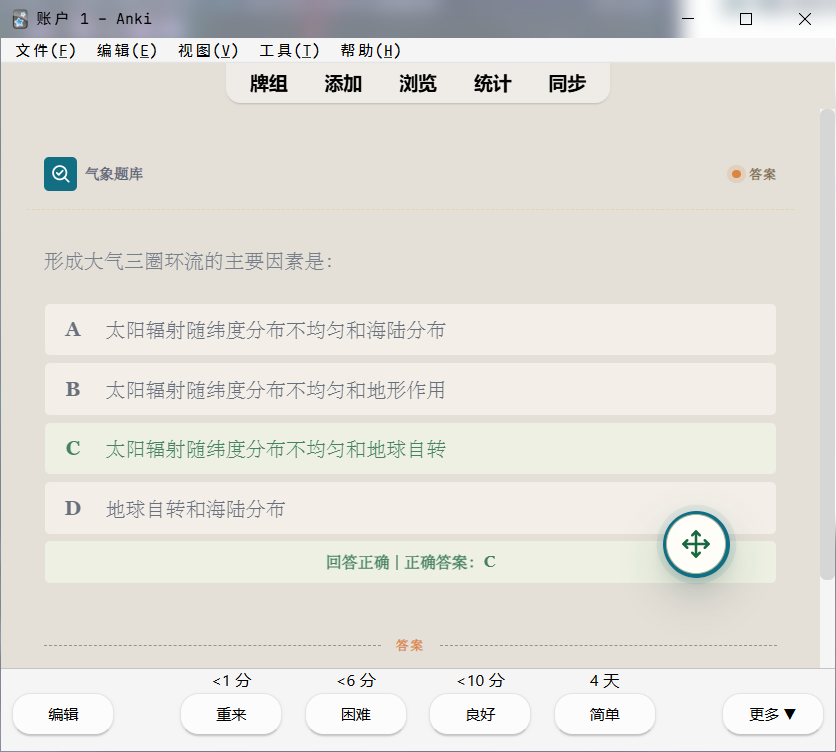 账户 1 - Anki
文件(F) 编辑(E) 视图(V) 工具(T) 帮助(H)
牌组 添加 浏览 统计 同步
气象题库 答案
形成大气三圈环流的主要因素是：
A 太阳辐射随纬度分布不均匀和海陆分布
B 太阳辐射随纬度分布不均匀和地形作用
C 太阳辐射随纬度分布不均匀和地球自转
D 地球自转和海陆分布
回答正确 | 正确答案：C
答案
<1 分 <6 分 <10 分 4 天
编辑 重来 困难 良好 简单 更多 ▼